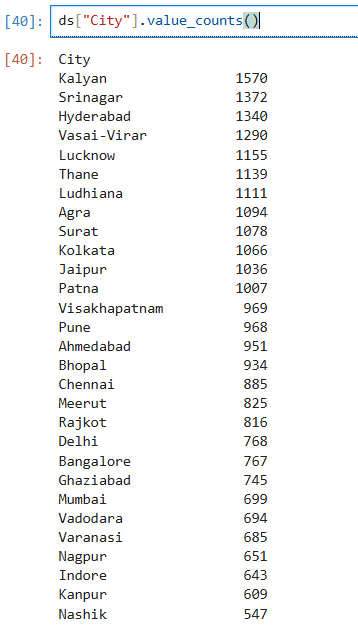 [40]: ds["City"].value_counts()
[40]: City
Kalyan 1570
Srinagar 1372
Hyderabad 1340
Vasai-Virar 1290
Lucknow 1155
Thane 1139
Ludhiana 1111
Agra 1094
Surat 1078
Kolkata 1066
Jaipur 1036
Patna 1007
Visakhapatnam 969
Pune 968
Ahmedabad 951
Bhopal 934
Chennai 885
Meerut 825
Rajkot 816
Delhi 768
Bangalore 767
Ghaziabad 745
Mumbai 699
Vadodara 694
Varanasi 685
Nagpur 651
Indore 643
Kanpur 609
Nashik 547